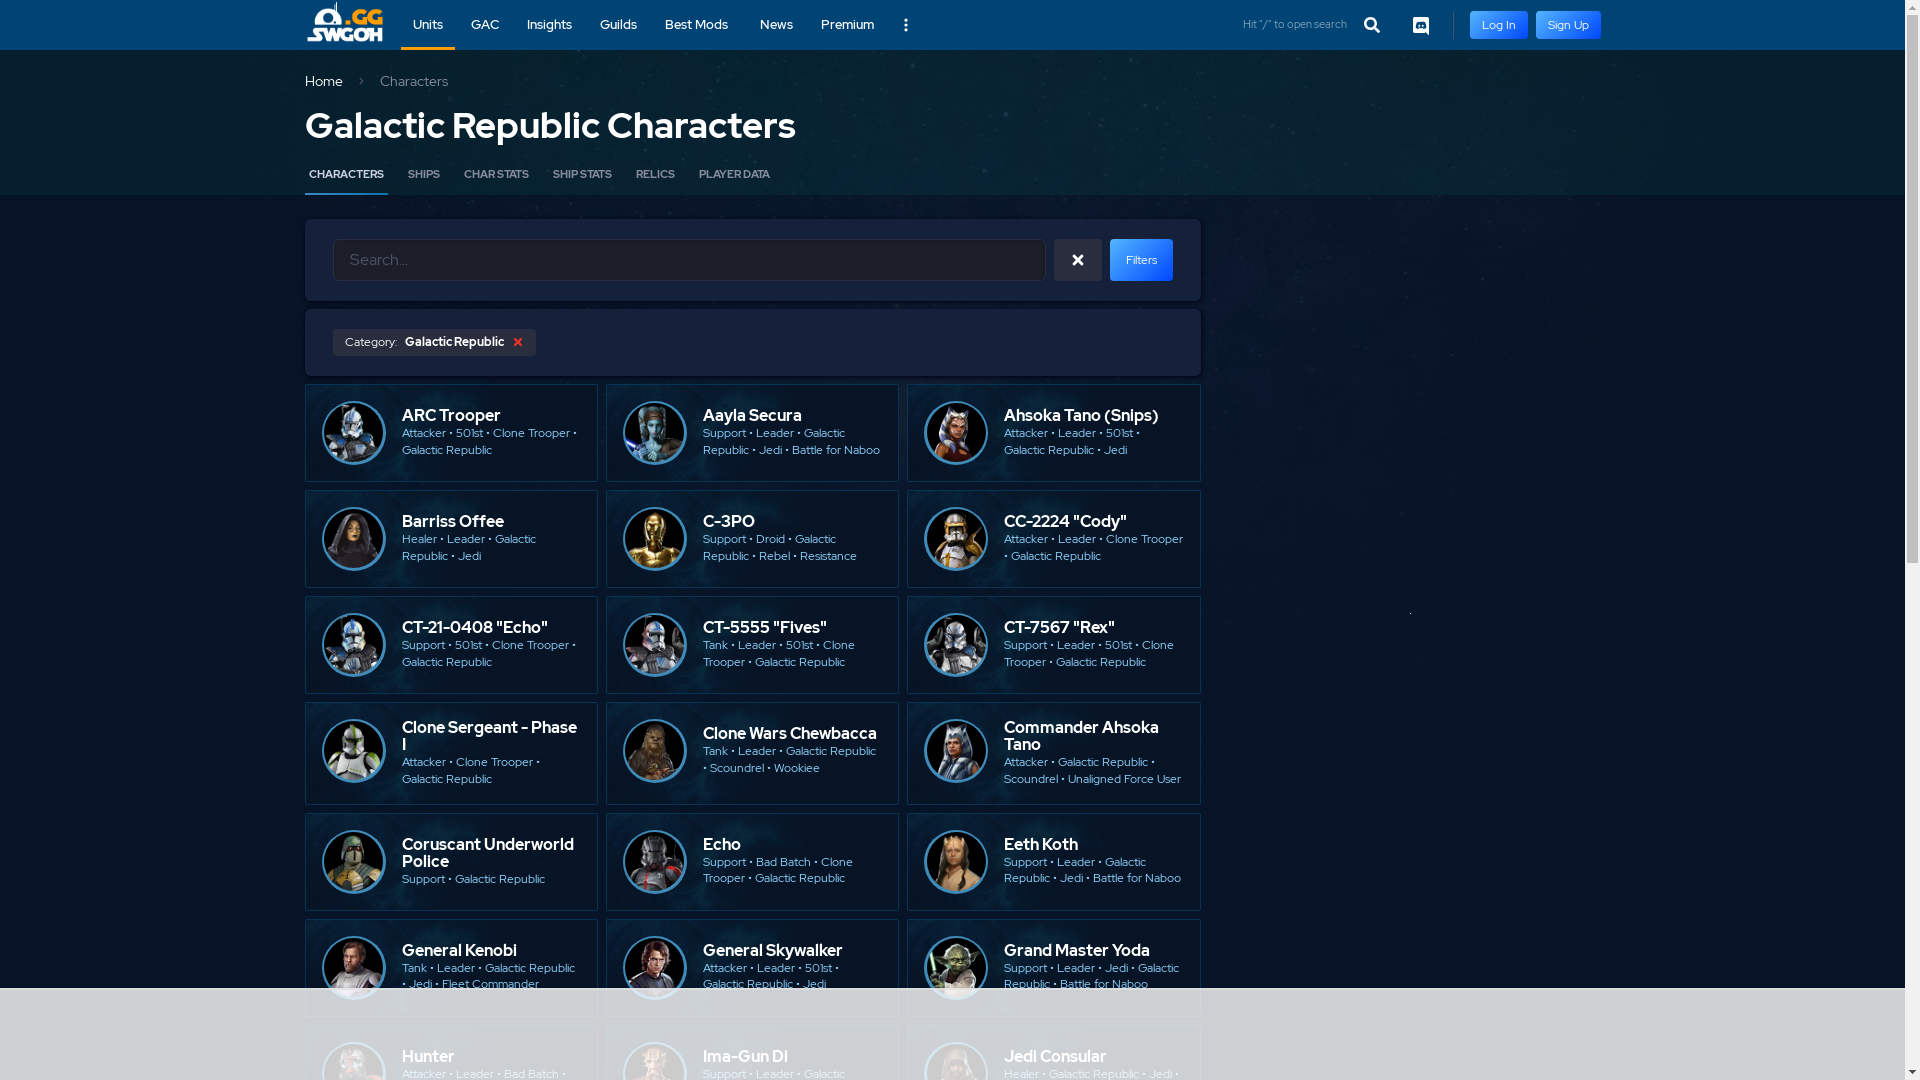 .GG
SWGOH
Units
GAC
Insights
Guilds
Best Mods
News
Premium
Hit "/" to open search
Log In
Sign Up
Home
Characters
Galactic Republic Characters
CHARACTERS
SHIPS
CHAR STATS
SHIP STATS
RELICS
PLAYER DATA
Search...
Filters
Category: Galactic Republic
ARC Trooper
Attacker • 501st • Clone Trooper •
Galactic Republic
Aayla Secura
Support • Leader • Galactic
Republic • Jedi • Battle for Naboo
Ahsoka Tano (Snips)
Attacker • Leader • 501st •
Galactic Republic • Jedi
Barriss Offee
Healer • Leader • Galactic
Republic • Jedi
C-3PO
Support • Droid • Galactic
Republic • Rebel • Resistance
CC-2224 "Cody"
Attacker • Leader • Clone Trooper
• Galactic Republic
CT-21-0408 "Echo"
Support • 501st • Clone Trooper •
Galactic Republic
CT-5555 "Fives"
Tank • Leader • 501st • Clone
Trooper • Galactic Republic
CT-7567 "Rex"
Support • Leader • 501st • Clone
Trooper • Galactic Republic
Clone Sergeant - Phase
I
Attacker • Clone Trooper •
Galactic Republic
Clone Wars Chewbacca
Tank • Leader • Galactic Republic
• Scoundrel • Wookiee
Commander Ahsoka
Tano
Attacker • Galactic Republic •
Scoundrel • Unaligned Force User
Coruscant Underworld
Police
Support • Galactic Republic
Echo
Support • Bad Batch • Clone
Trooper • Galactic Republic
Eeth Koth
Support • Leader • Galactic
Republic • Jedi • Battle for Naboo
General Kenobi
Tank • Leader • Galactic Republic
• Jedi • Fleet Commander
General Skywalker
Attacker • Leader • 501st •
Galactic Republic • Jedi
Grand Master Yoda
Support • Leader • Jedi • Galactic
Republic • Battle for Naboo
Hunter
Attacker • Leader • Bad Batch •
Ima-Gun Di
Support • Leader • Galactic
Jedi Consular
Healer • Galactic Republic • Jedi •